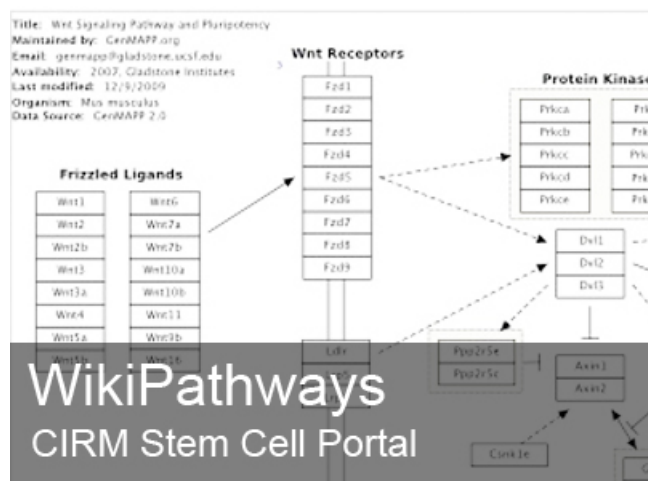 Title: Wnt Signaling Pathway and Pluripotency
Maintained by: GenMAPP.org
Email: genmapp@gladstone.ucsf.edu
Availability: 2007, Gladstone Institutes
Last modified: 12/9/2009
Organism: Mus musculus
Data Source: GenMAPP 2.0
Frizzled Ligands
Wnt1 Wnt6
Wnt2 Wnt7a
Wnt2b Wnt7b
Wnt3 Wnt10a
Wnt3a Wnt10b
Wnt4 Wnt11
Wnt5a Wnt9b
Wnt5b Wnt16
Wnt Receptors
Fzd1
Fzd2
Fzd3
Fzd4
Fzd5
Fzd6
Fzd7
Fzd8
Fzd9
Ldlr
Protein Kinase
Prkca
Prkcb
Prkcc
Prkcd
Prkce
Dvl1
Dvl2
Dvl3
Ppp2r5e
Ppp2r5c
Axin1
Axin2
Csnk1e
WikiPathways
CIRM Stem Cell Portal